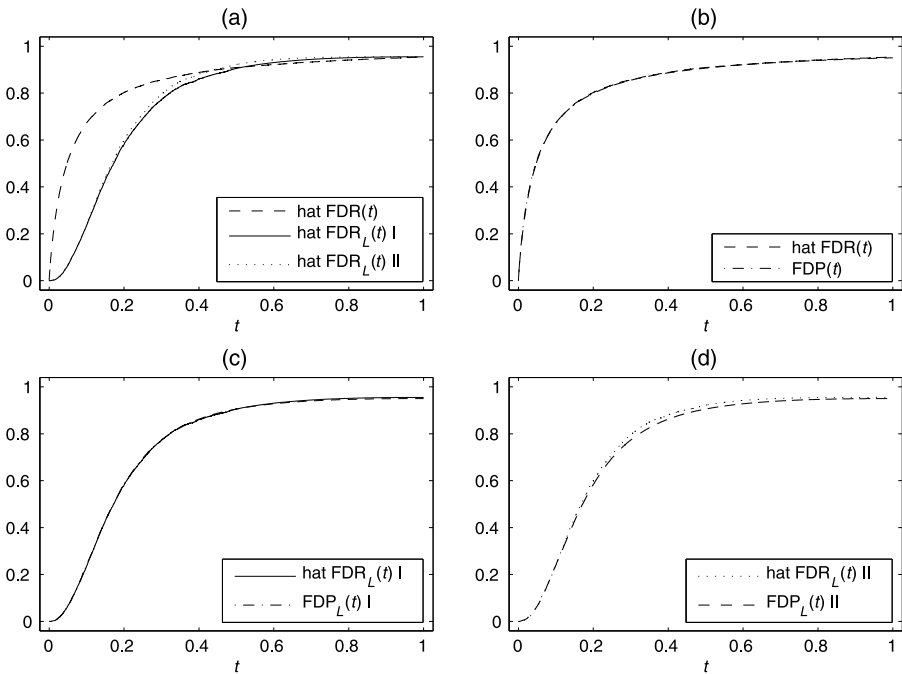 (a)
1
0.8
0.6
0.4
0.2
0
hat FDR(t)
hat FDR_L(t) I
hat FDR_L(t) II
0 0.2 0.4 0.6 0.8 1
t
(b)
1
0.8
0.6
0.4
0.2
0
hat FDR(t)
FDP(t)
0 0.2 0.4 0.6 0.8 1
t
(c)
1
0.8
0.6
0.4
0.2
0
hat FDR_L(t) I
FDP_L(t) I
0 0.2 0.4 0.6 0.8 1
t
(d)
1
0.8
0.6
0.4
0.2
0
hat FDR_L(t) II
FDP_L(t) II
0 0.2 0.4 0.6 0.8 1
t